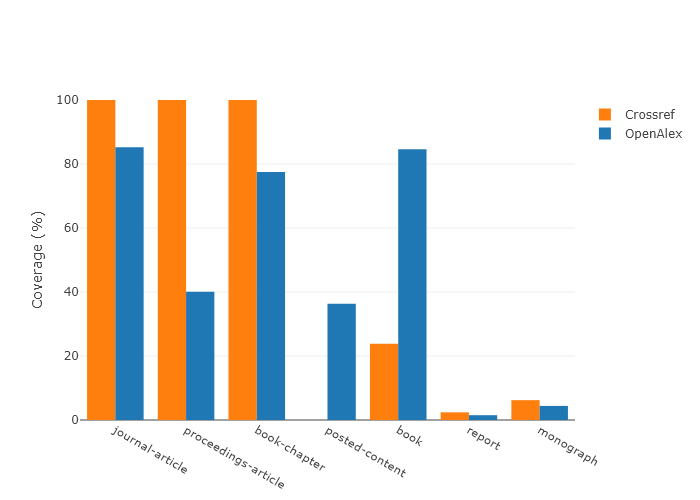 100
80
60
40
20
0
Coverage (%)
journal-article
proceedings-article
book-chapter
posted-content
book
report
monograph
Crossref
OpenAlex